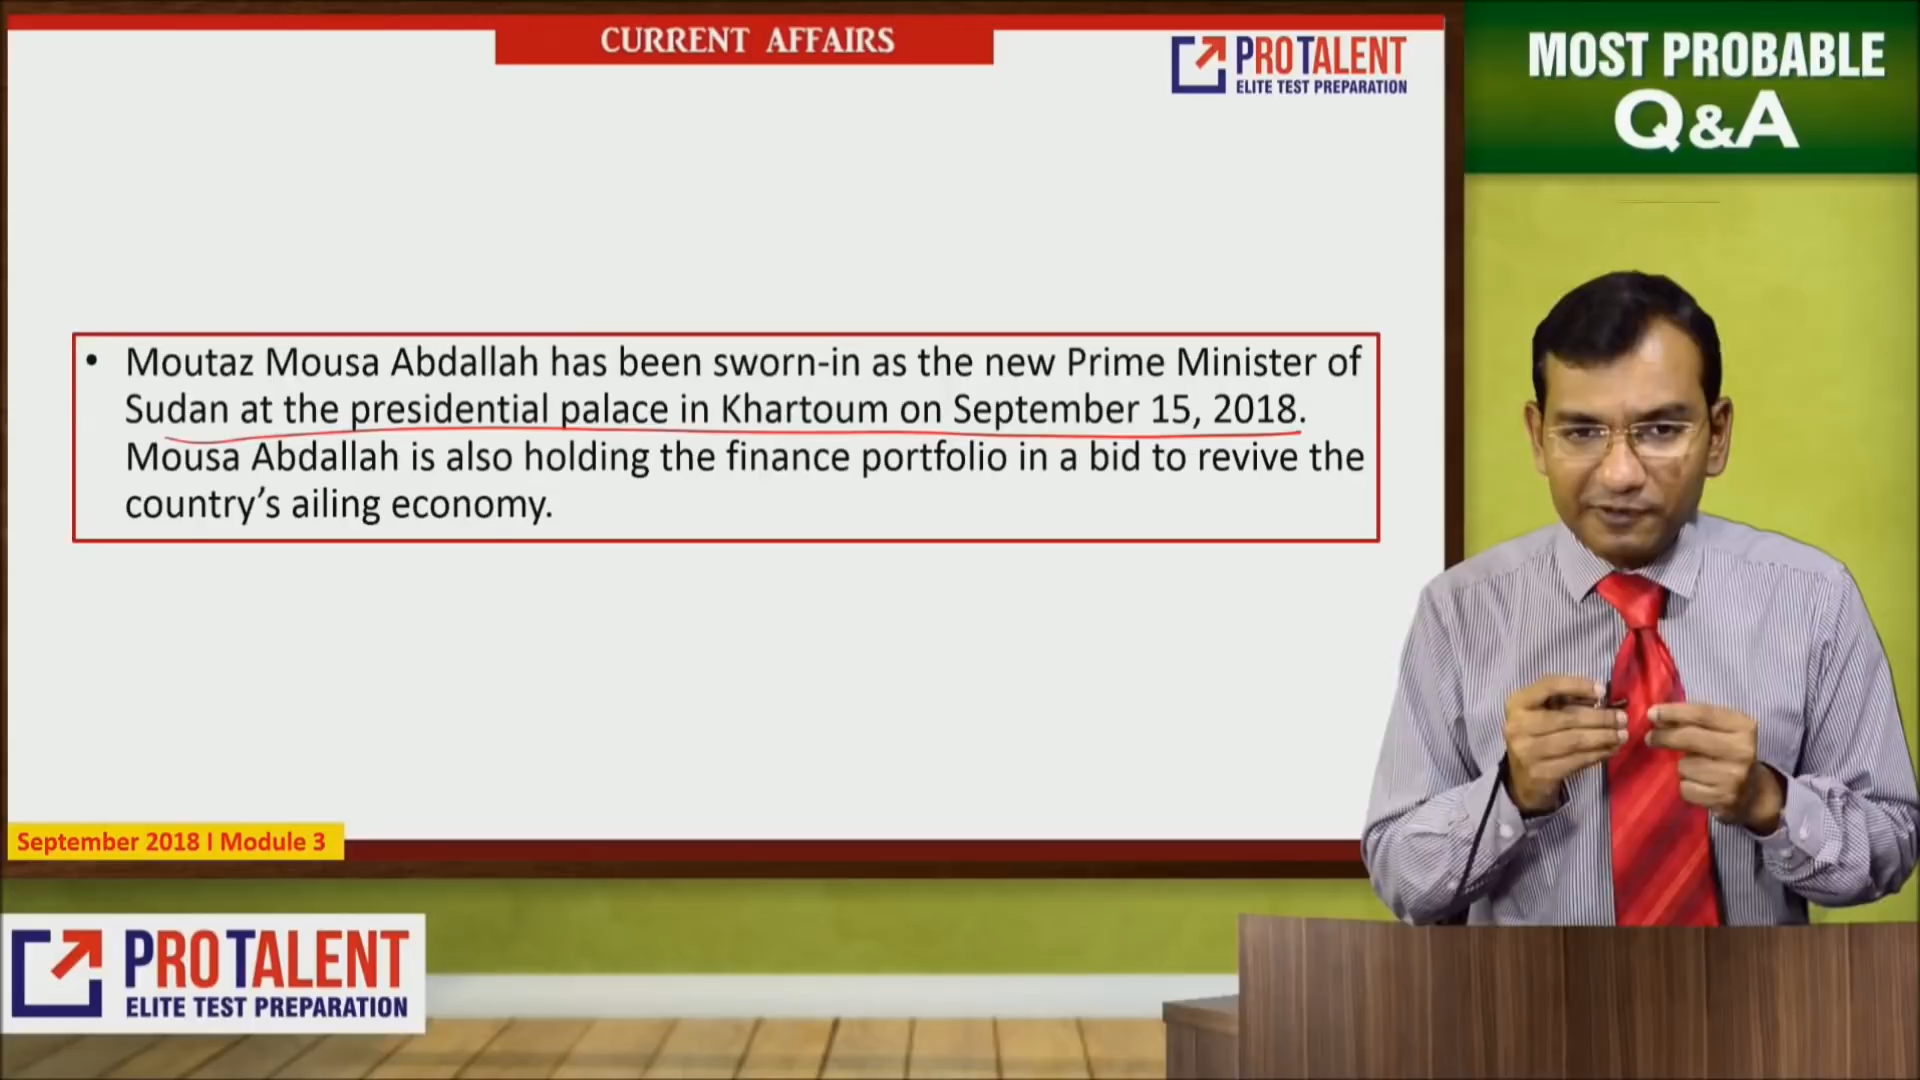 CURRENT AFFAIRS
PROTALENT
ELITE TEST PREPARATION
MOST PROBABLE
Q&A
• Moutaz Mousa Abdallah has been sworn-in as the new Prime Minister of
Sudan at the presidential palace in Khartoum on September 15, 2018.
Mousa Abdallah is also holding the finance portfolio in a bid to revive the
country’s ailing economy.
September 2018 I Module 3
PROTALENT
ELITE TEST PREPARATION